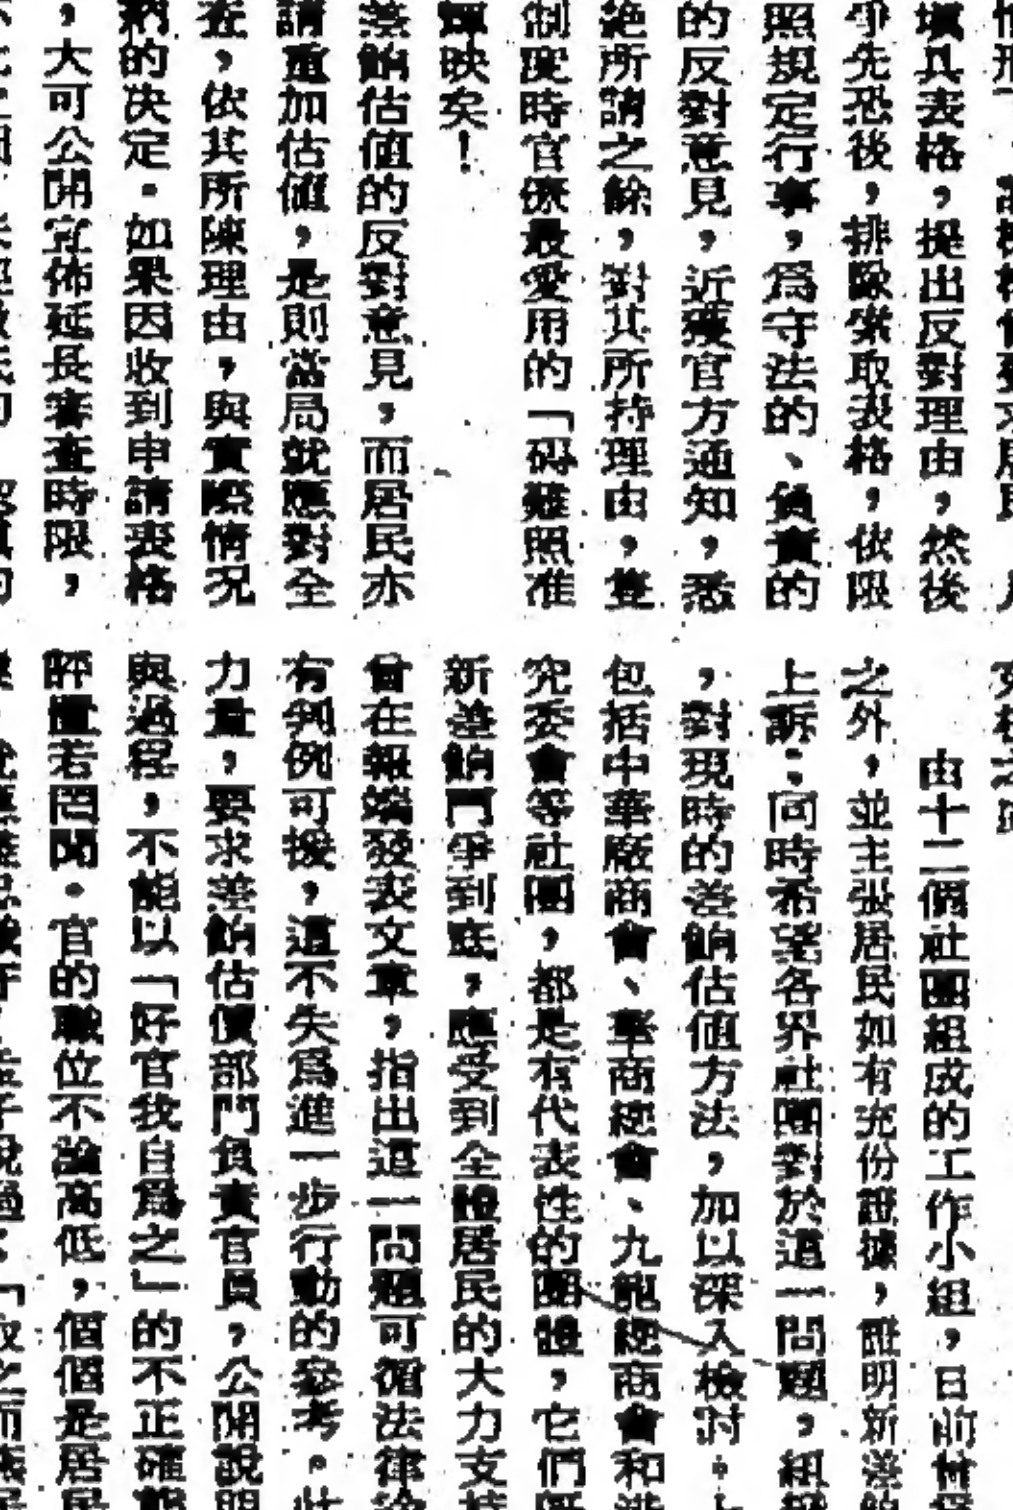 填具表格，提出反對理由，然後
爭先恐後，排隊索取表格，依限
照規定行事，爲守法的、負責的
的反對意見，近獲官方通知，悉
絶所請之餘，對其所持理由，
制度時官僚最愛用的「碍難照准
輝映矣！
差餉估值的反對意見，而居民亦
請重加估値，是則當局就應對全
在，依其所陳理由，與實際情况
的决定。如果因收到申請表格
，大可公開宣佈延長審查時限，
由十二個社團組成的工作小組，日前
之外，並主張居民如有充份證據，證明新差
上訴；同時希望各界社團對於這一問題，組
，對現時的差餉估值方法，加以深入檢討。
包括中華廠商會、華商總會、九龍總商會和
究委會等社團，都是有代表性的團體，它們
新差餉鬥爭到底，應受到全體居民的大力支持
曾在報端發表文章，指出這一問題可循法律
有判例可援，這不失爲進一步行動的參考。此
力量，要求差餉估價部門負責官員，公開說明
與過程，不能以「好官我自爲之」的不正確態
若罔聞。官的職位不論高低，個個是居民